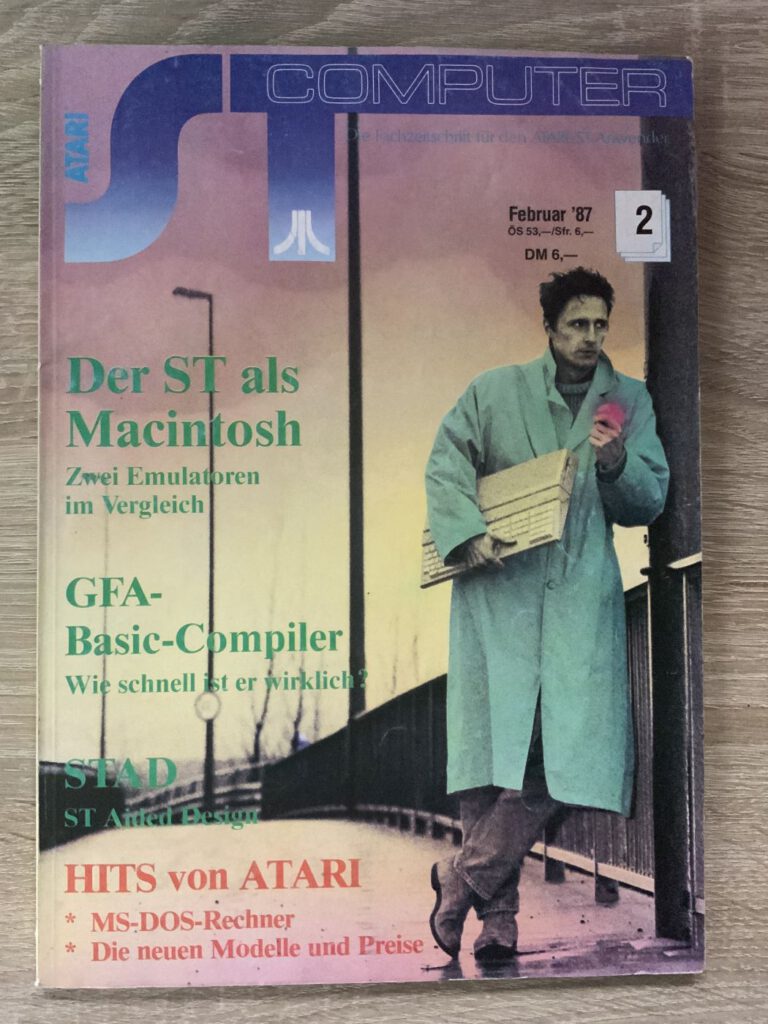 ATARI
ST COMPUTER
Die Fachzeitschrift für den ATARI ST-Anwender
Februar '87
ÖS 53,—/Sfr. 6,—
DM 6,—
2
Der ST als
Macintosh
Zwei Emulatoren
im Vergleich
GFA-
Basic-Compiler
Wie schnell ist er wirklich?
STAD
ST Aided Design
HITS von ATARI
* MS-DOS-Rechner
* Die neuen Modelle und Preise